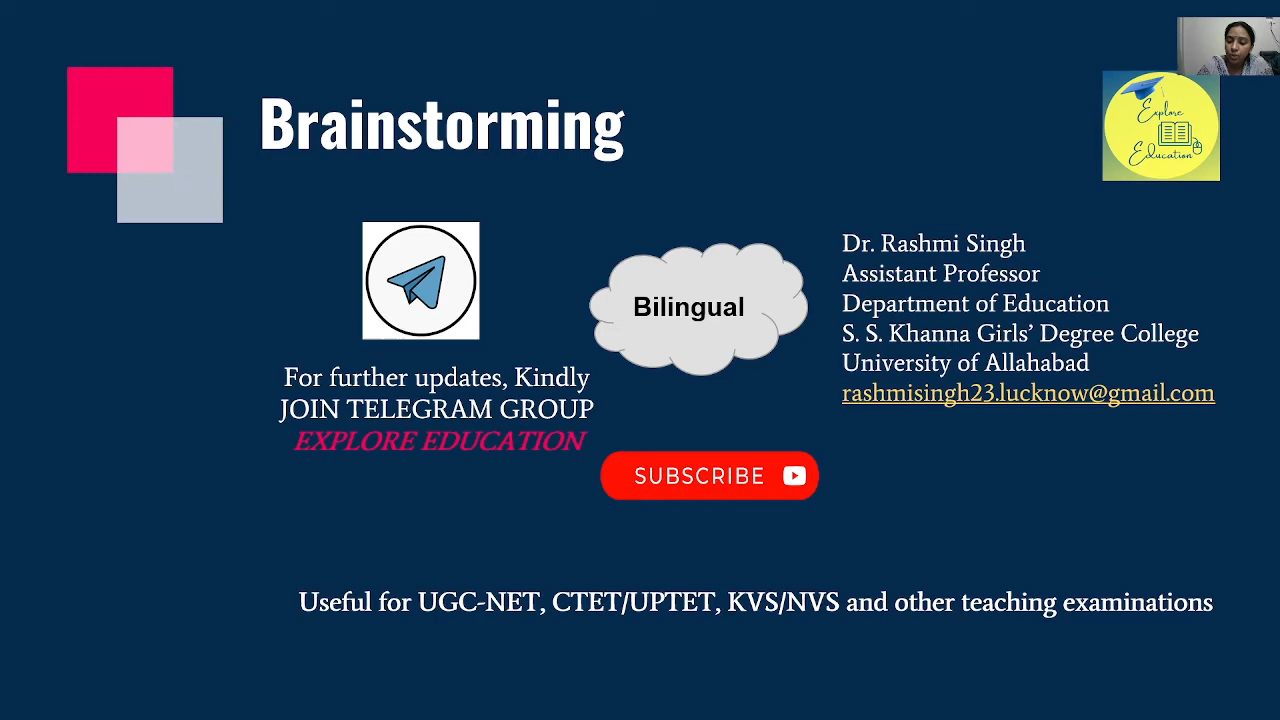 Brainstorming
Explore
Education
Bilingual
For further updates, Kindly
JOIN TELEGRAM GROUP
EXPLORE EDUCATION
Dr. Rashmi Singh
Assistant Professor
Department of Education
S. S. Khanna Girls’ Degree College
University of Allahabad
rashmisingh23.lucknow@gmail.com
SUBSCRIBE
Useful for UGC-NET, CTET/UPTET, KVS/NVS and other teaching examinations